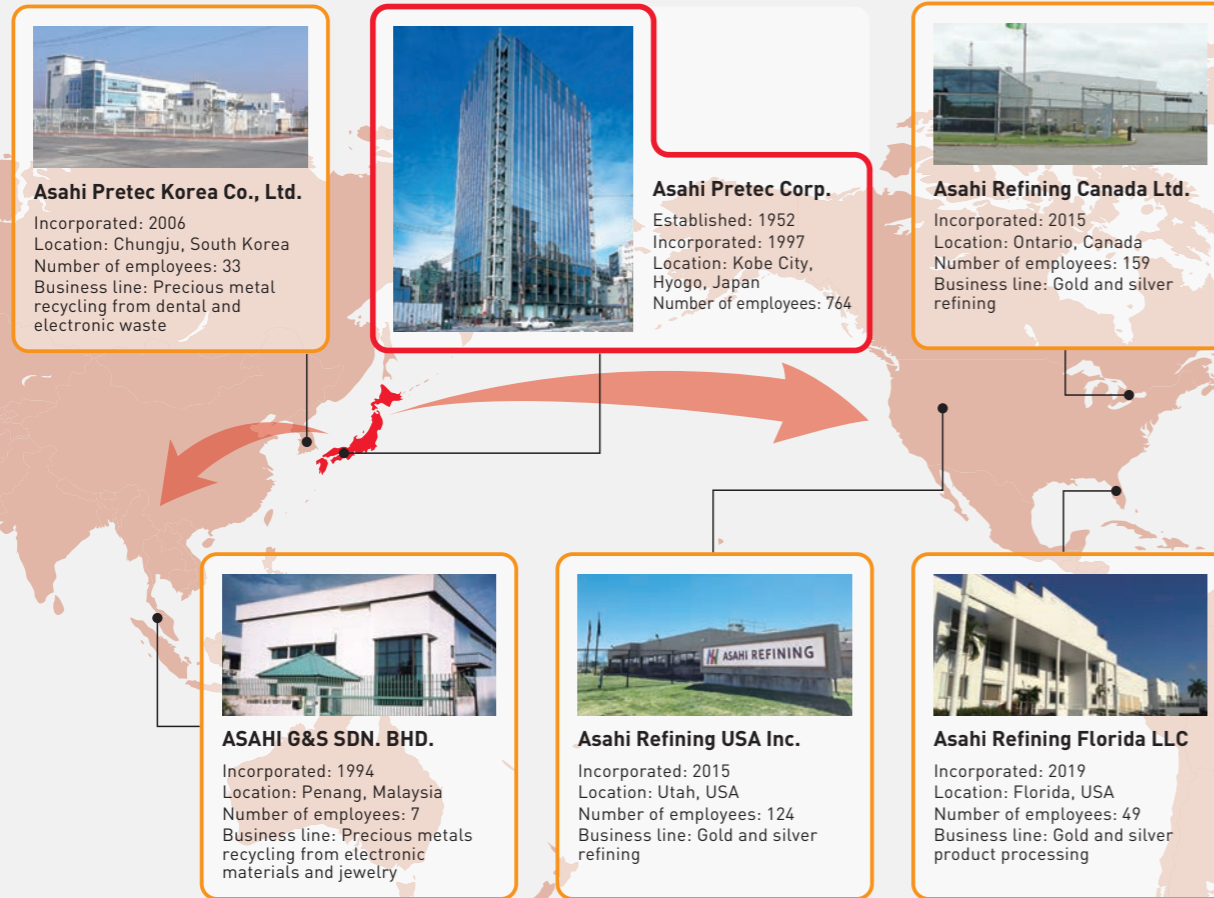 Asahi Pretec Korea Co., Ltd.
Incorporated: 2006
Location: Chungju, South Korea
Number of employees: 33
Business line: Precious metal
recycling from dental and
electronic waste
Asahi Pretec Corp.
Established: 1952
Incorporated: 1997
Location: Kobe City,
Hyogo, Japan
Number of employees: 764
Asahi Refining Canada Ltd.
Incorporated: 2015
Location: Ontario, Canada
Number of employees: 159
Business line: Gold and silver
refining
ASAHI G&S SDN. BHD.
Incorporated: 1994
Location: Penang, Malaysia
Number of employees: 7
Business line: Precious metals
recycling from electronic
materials and jewelry
ASAHI REFINING
Asahi Refining USA Inc.
Incorporated: 2015
Location: Utah, USA
Number of employees: 124
Business line: Gold and silver
refining
Asahi Refining Florida LLC
Incorporated: 2019
Location: Florida, USA
Number of employees: 49
Business line: Gold and silver
product processing